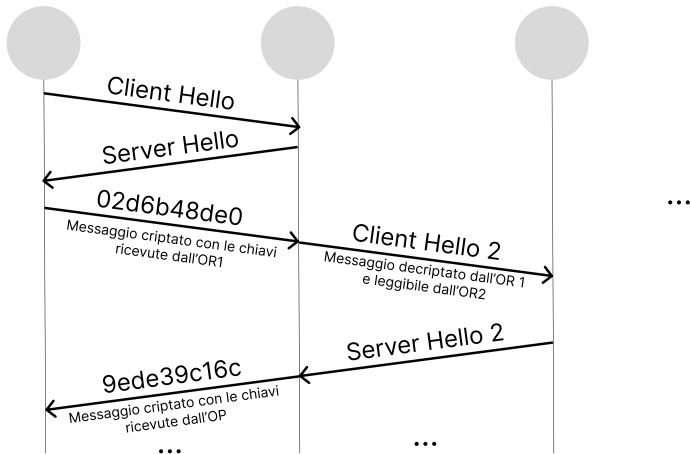 Client Hello
Server Hello
02d6b48de0
Messaggio criptato con le chiavi
ricevute dall'OR1
Client Hello 2
Messaggio decriptato dall'OR 1
e leggibile dall'OR2
Server Hello 2
9ede39c16c
Messaggio criptato con le chiavi
ricevute dall'OP
...
...
...